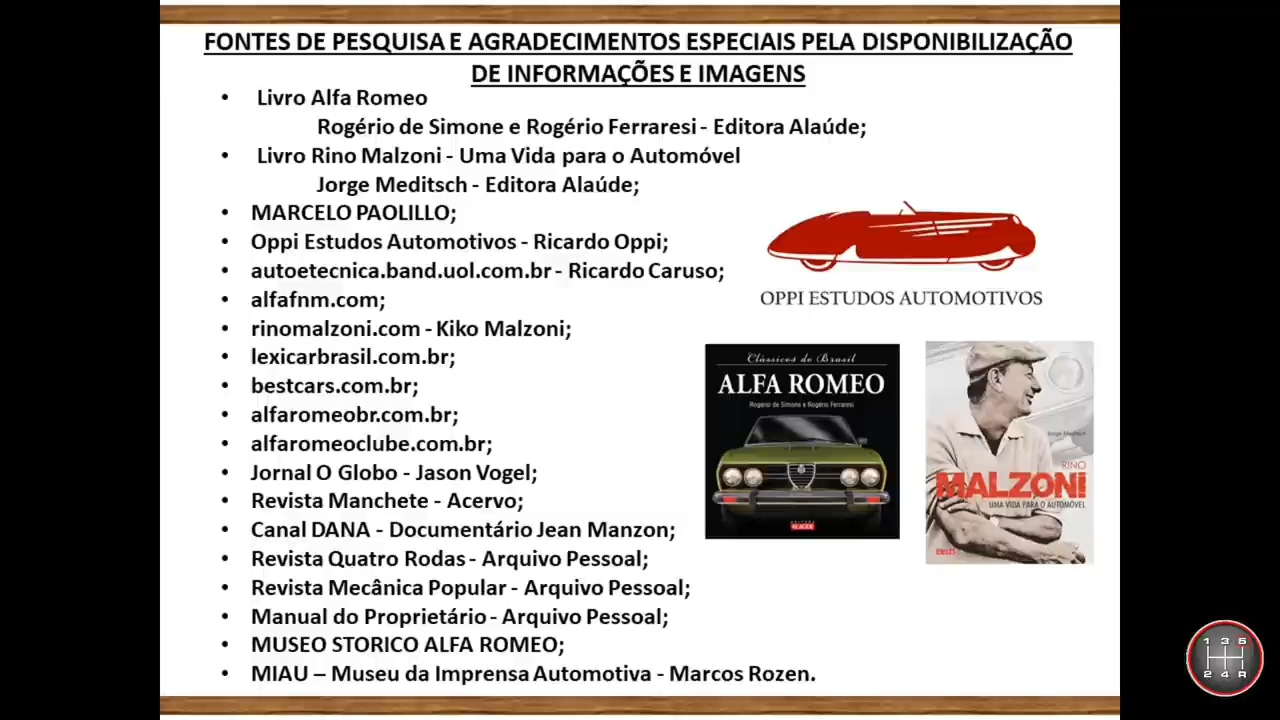 FONTES DE PESQUISA E AGRADECIMENTOS ESPECIAIS PELA DISPONIBILIZAÇÃO
DE INFORMAÇÕES E IMAGENS
• Livro Alfa Romeo
Rogério de Simone e Rogério Ferraresi - Editora Alaúde;
• Livro Rino Malzoni - Uma Vida para o Automóvel
Jorge Meditsch - Editora Alaúde;
• MARCELO PAOLILLO;
• Oppi Estudos Automotivos - Ricardo Oppi;
• autoetecnica.band.uol.com.br - Ricardo Caruso;
• alfafnm.com;
• rinomalzoni.com - Kiko Malzoni;
• lexicarbrasil.com.br;
• bestcars.com.br;
• alfaromeobr.com.br;
• alfaromeoclube.com.br;
• Jornal O Globo - Jason Vogel;
• Revista Manchete - Acervo;
• Canal DANA - Documentário Jean Manzon;
• Revista Quatro Rodas - Arquivo Pessoal;
• Revista Mecânica Popular - Arquivo Pessoal;
• Manual do Proprietário - Arquivo Pessoal;
• MUSEO STORICO ALFA ROMEO;
• MIAU – Museu da Imprensa Automotiva - Marcos Rozen.
OPPI ESTUDOS AUTOMOTIVOS
Clássicos do Brasil
ALFA ROMEO
Rogério de Simone e Rogério Ferraresi
Jorge Meditsch
RINO
MALZONI
UMA VIDA PARA O AUTOMÓVEL
1 3 5
2 4 R